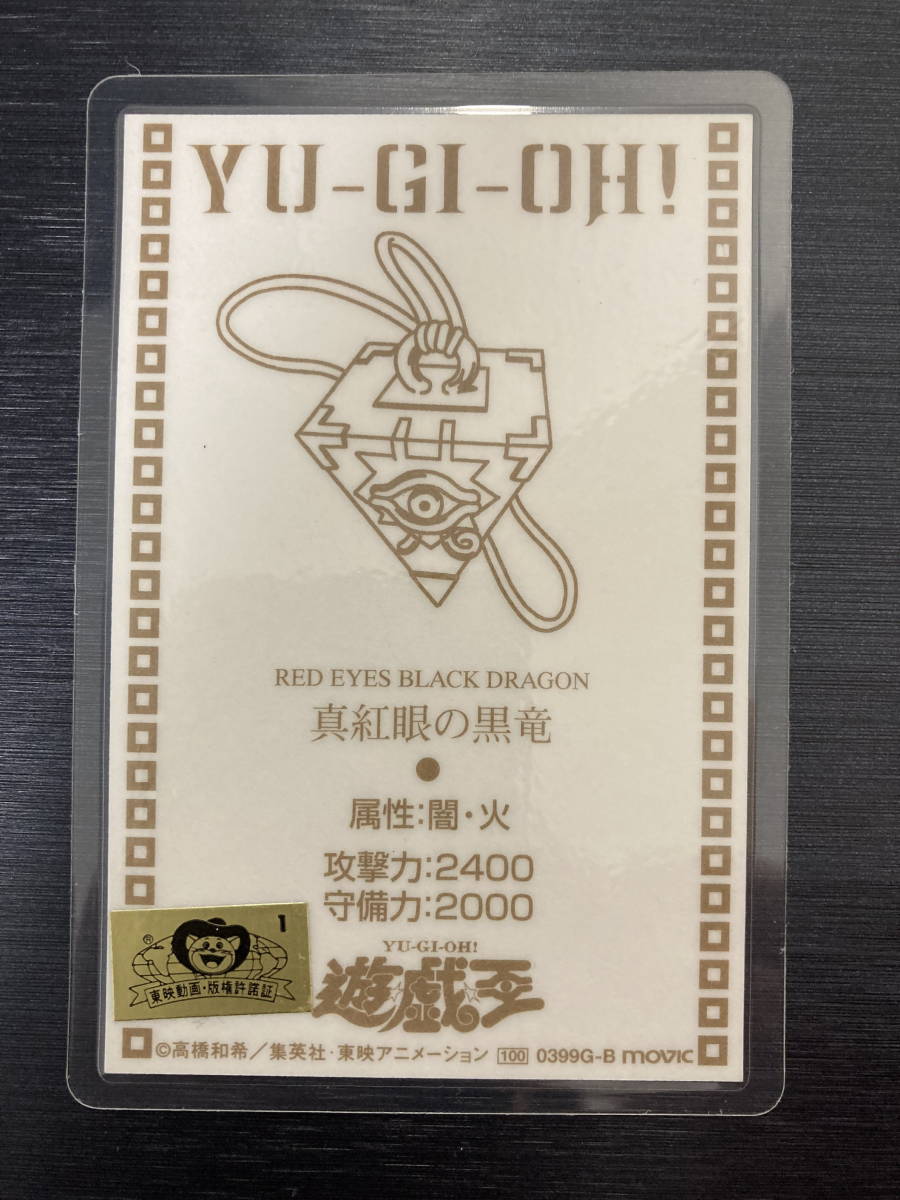 YU-GI-OH!
RED EYES BLACK DRAGON
真紅眼の黒竜
●
属性:闇・火
攻撃力:2400
守備力:2000
YU-GI-OH!
遊戯王
® 1
東映動画・版権許諾証
©高橋和希／集英社・東映アニメーション 100 0399G-B movic